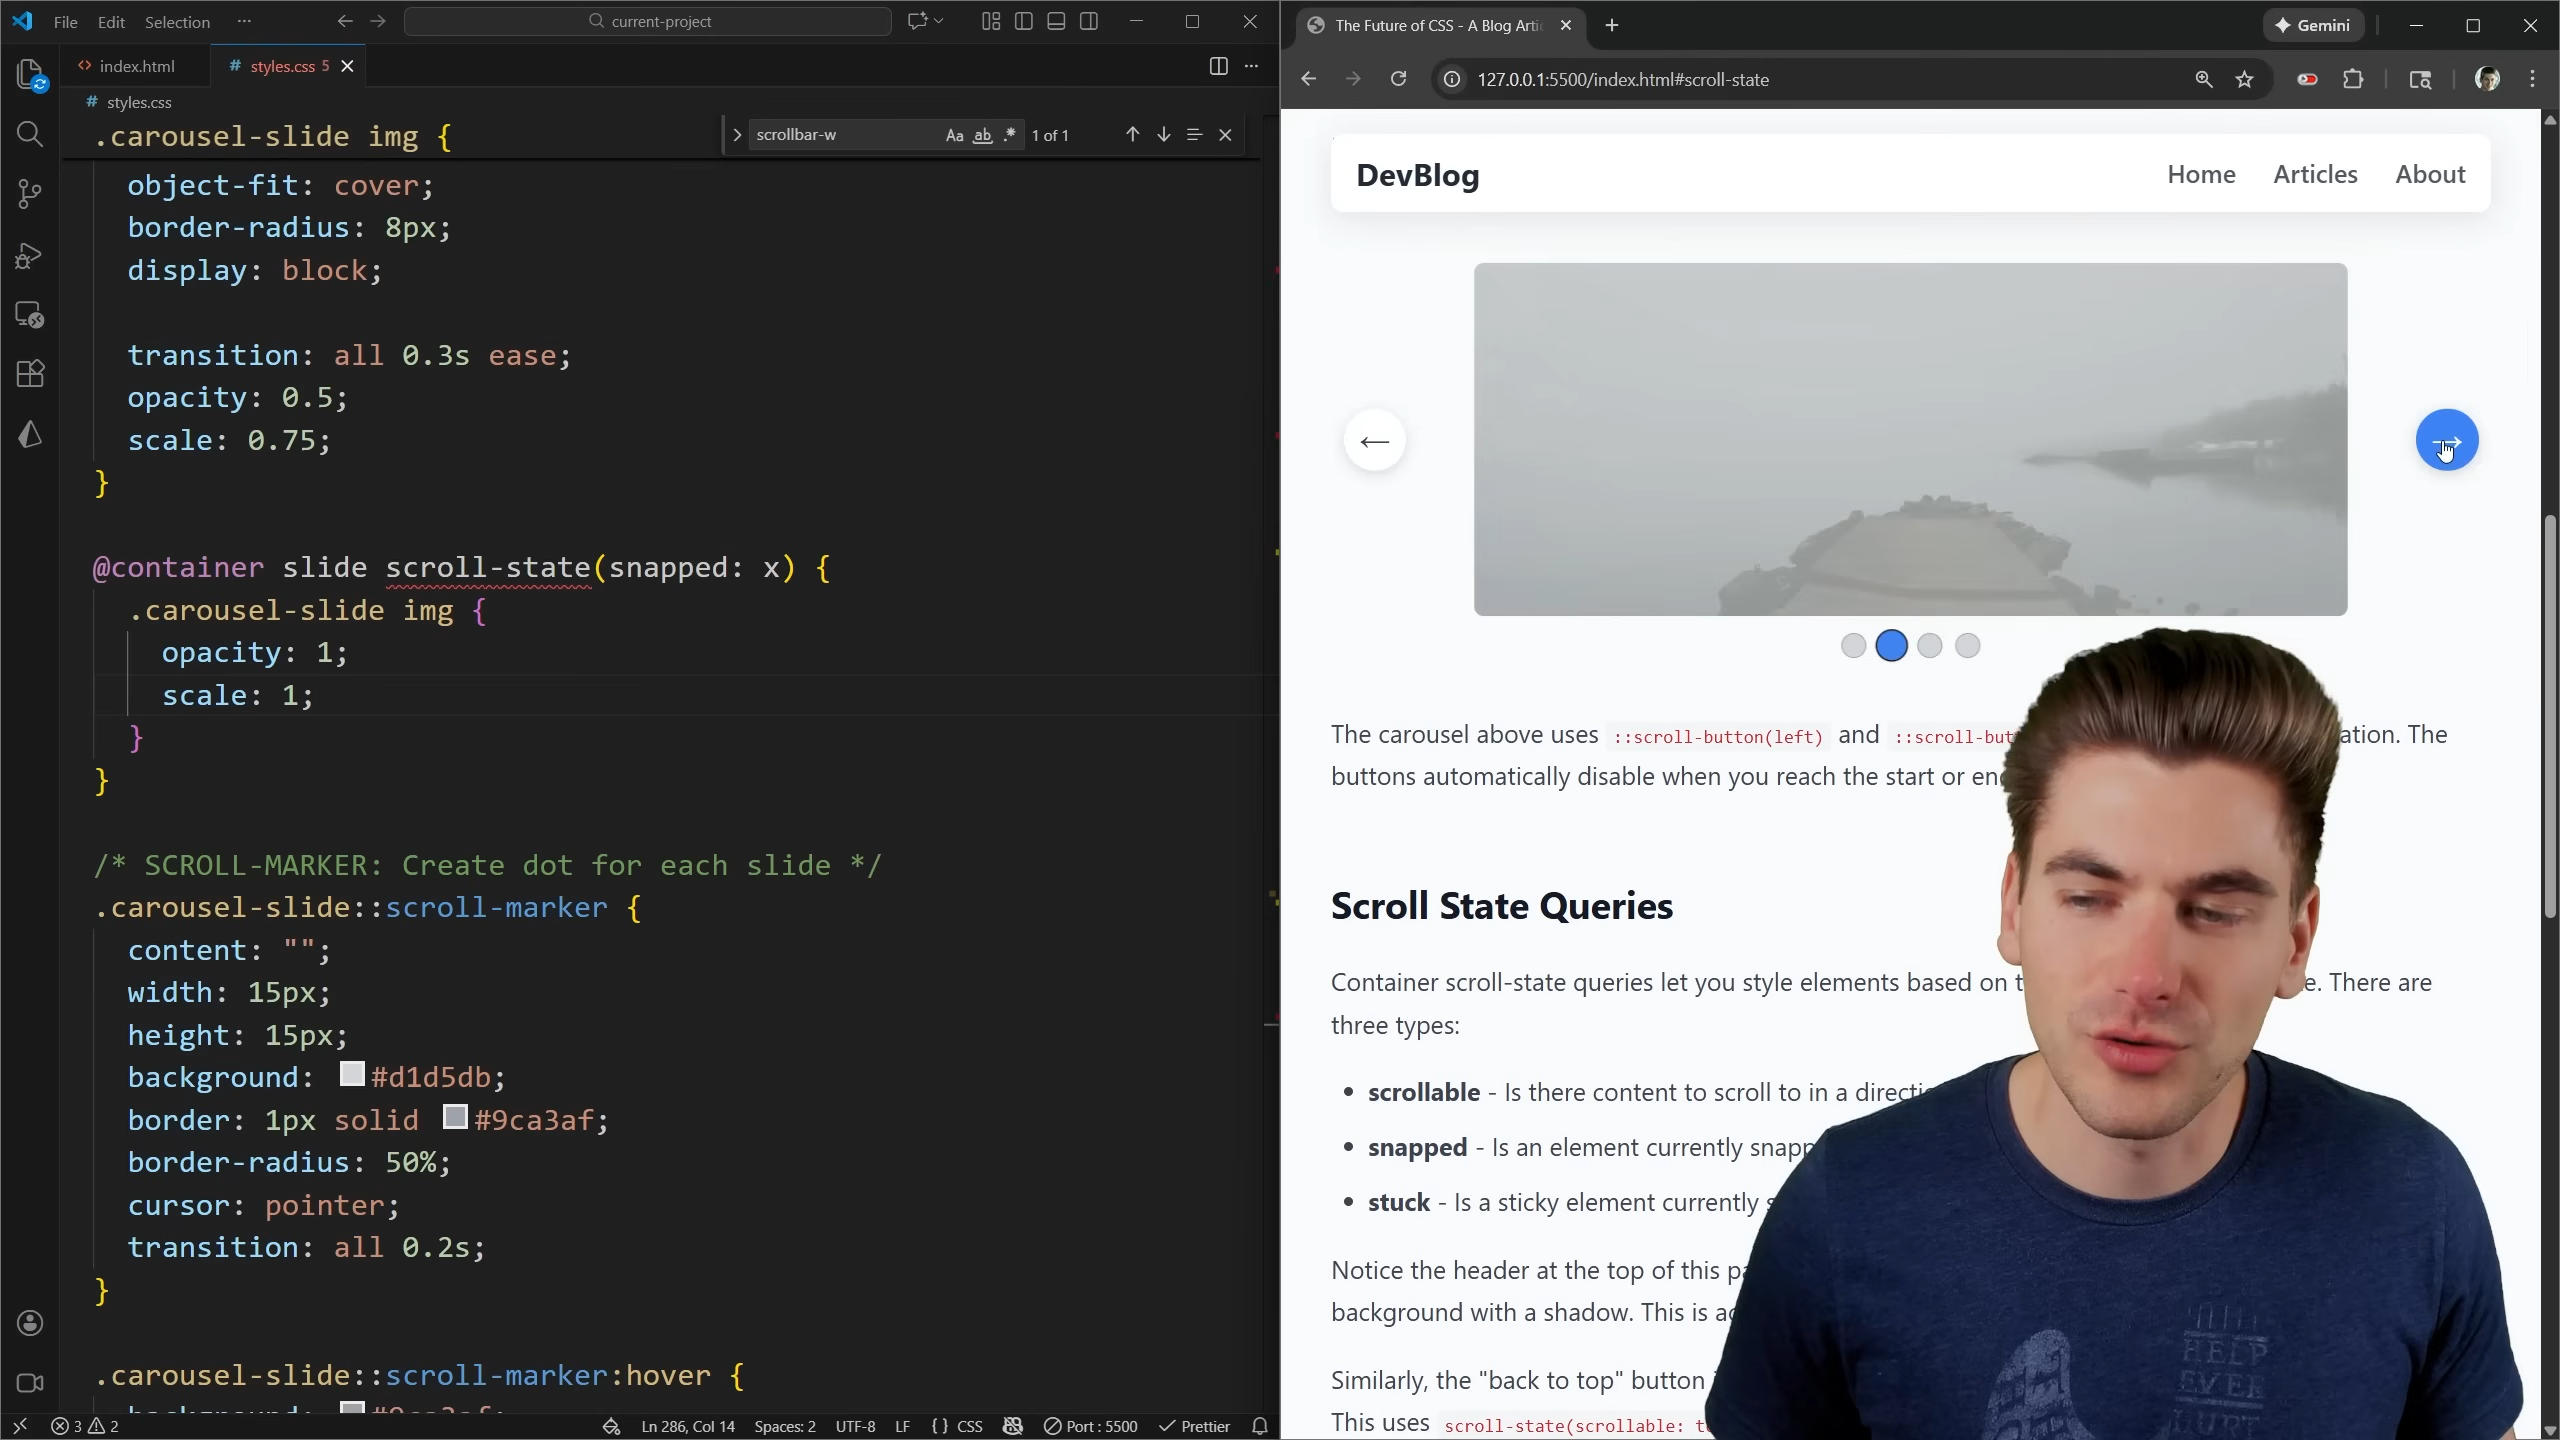 File Edit Selection ···
current-project
index.html
# styles.css 5
# styles.css
.carousel-slide img {
scrollbar-w
Aa ab .* 1 of 1
object-fit: cover;
border-radius: 8px;
display: block;
transition: all 0.3s ease;
opacity: 0.5;
scale: 0.75;
}
@container slide scroll-state(snapped: x) {
.carousel-slide img {
opacity: 1;
scale: 1;
}
}
/* SCROLL-MARKER: Create dot for each slide */
.carousel-slide::scroll-marker {
content: "";
width: 15px;
height: 15px;
background: #d1d5db;
border: 1px solid #9ca3af;
border-radius: 50%;
cursor: pointer;
transition: all 0.2s;
}
.carousel-slide::scroll-marker:hover {
3 2
Ln 286, Col 14 Spaces: 2 UTF-8 LF { } CSS Port : 5500 Prettier
The Future of CSS - A Blog Arti
Gemini
127.0.0.1:5500/index.html#scroll-state
DevBlog
Home Articles About
←
The carousel above uses ::scroll-button(left) and ::scroll-but ation. The
buttons automatically disable when you reach the start or en
Scroll State Queries
Container scroll-state queries let you style elements based on t e. There are
three types:
• scrollable - Is there content to scroll to in a directi
• snapped - Is an element currently snapp
• stuck - Is a sticky element currently s
Notice the header at the top of this pa
background with a shadow. This is ac
Similarly, the "back to top" button
This uses scroll-state(scrollable: t
HELP
EVER
HURT